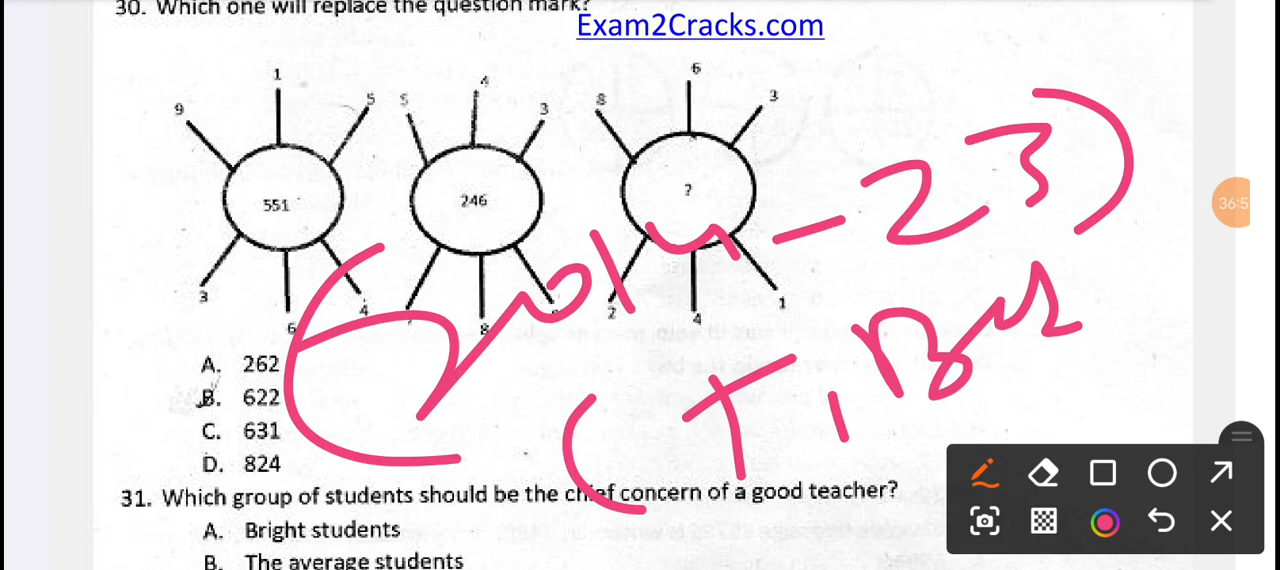 30. Which one will replace the question mark?
Exam2Cracks.com
1
9
5
551
3
6
4
5
4
3
246
8
8
6
3
?
2
4
1
A. 262
B. 622
C. 631
D. 824
31. Which group of students should be the chief concern of a good teacher?
A. Bright students
B. The average students
36:5